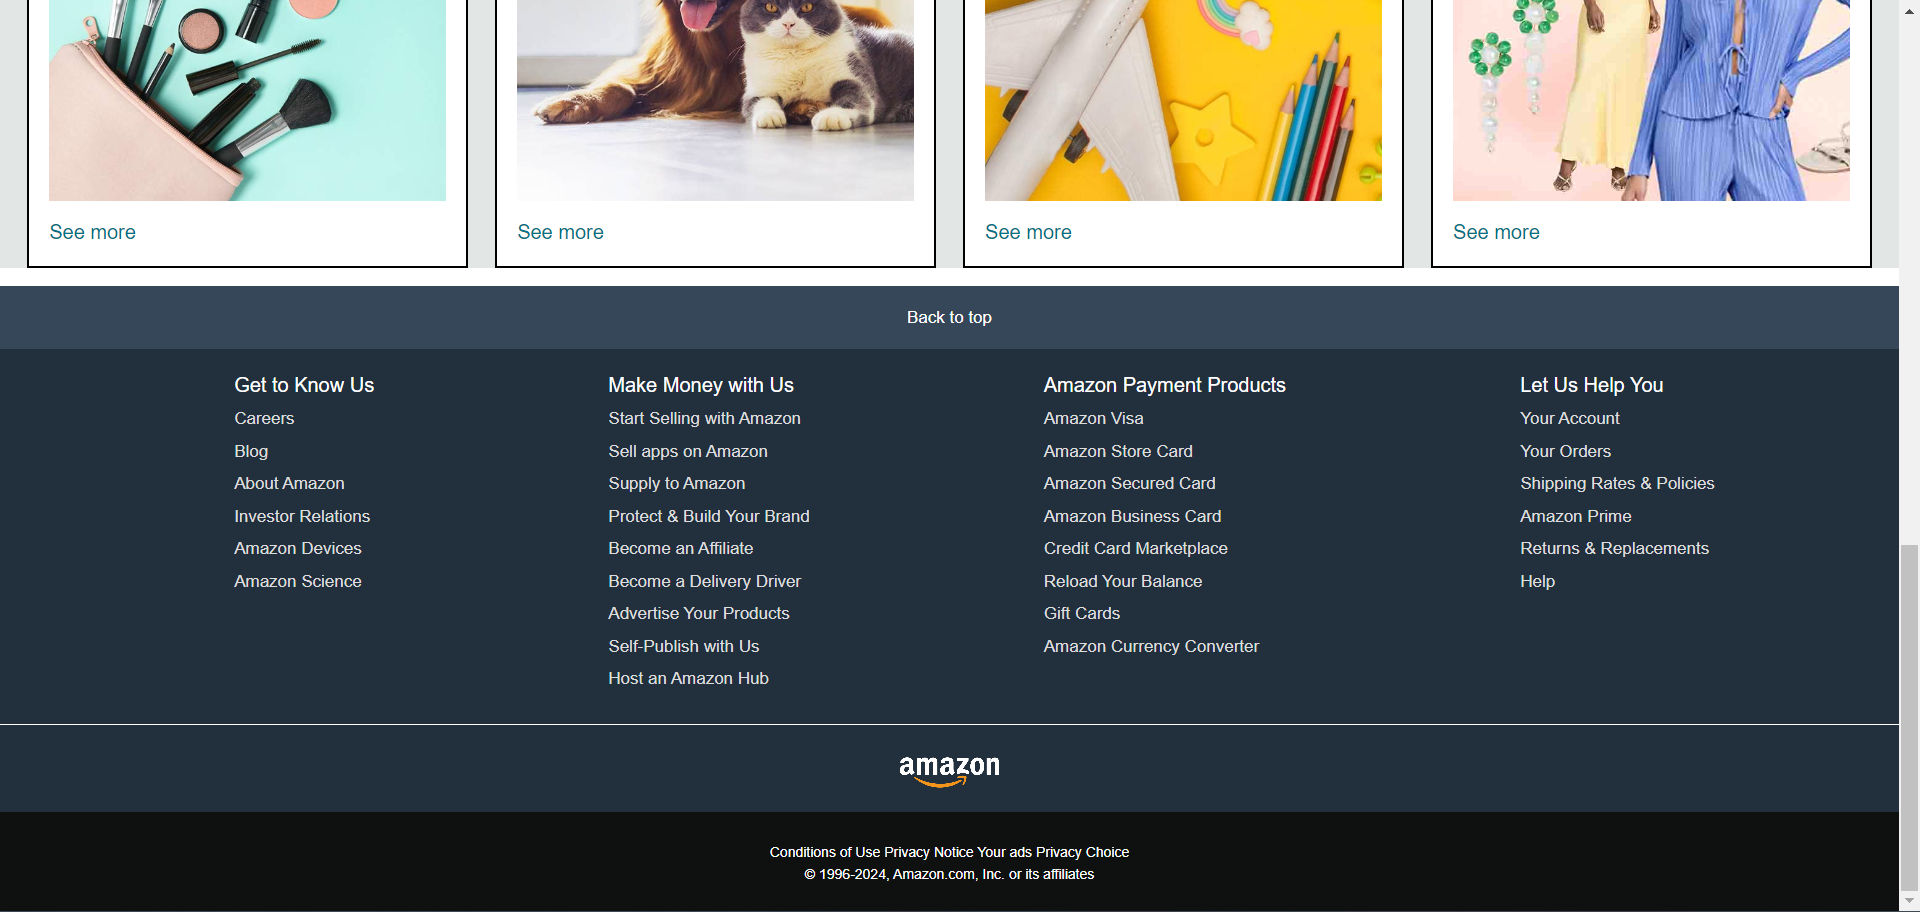 See more
See more
See more
See more
Back to top
Get to Know Us
Careers
Blog
About Amazon
Investor Relations
Amazon Devices
Amazon Science
Make Money with Us
Start Selling with Amazon
Sell apps on Amazon
Supply to Amazon
Protect & Build Your Brand
Become an Affiliate
Become a Delivery Driver
Advertise Your Products
Self-Publish with Us
Host an Amazon Hub
Amazon Payment Products
Amazon Visa
Amazon Store Card
Amazon Secured Card
Amazon Business Card
Credit Card Marketplace
Reload Your Balance
Gift Cards
Amazon Currency Converter
Let Us Help You
Your Account
Your Orders
Shipping Rates & Policies
Amazon Prime
Returns & Replacements
Help
amazon
Conditions of Use Privacy Notice Your ads Privacy Choice
© 1996-2024, Amazon.com, Inc. or its affiliates